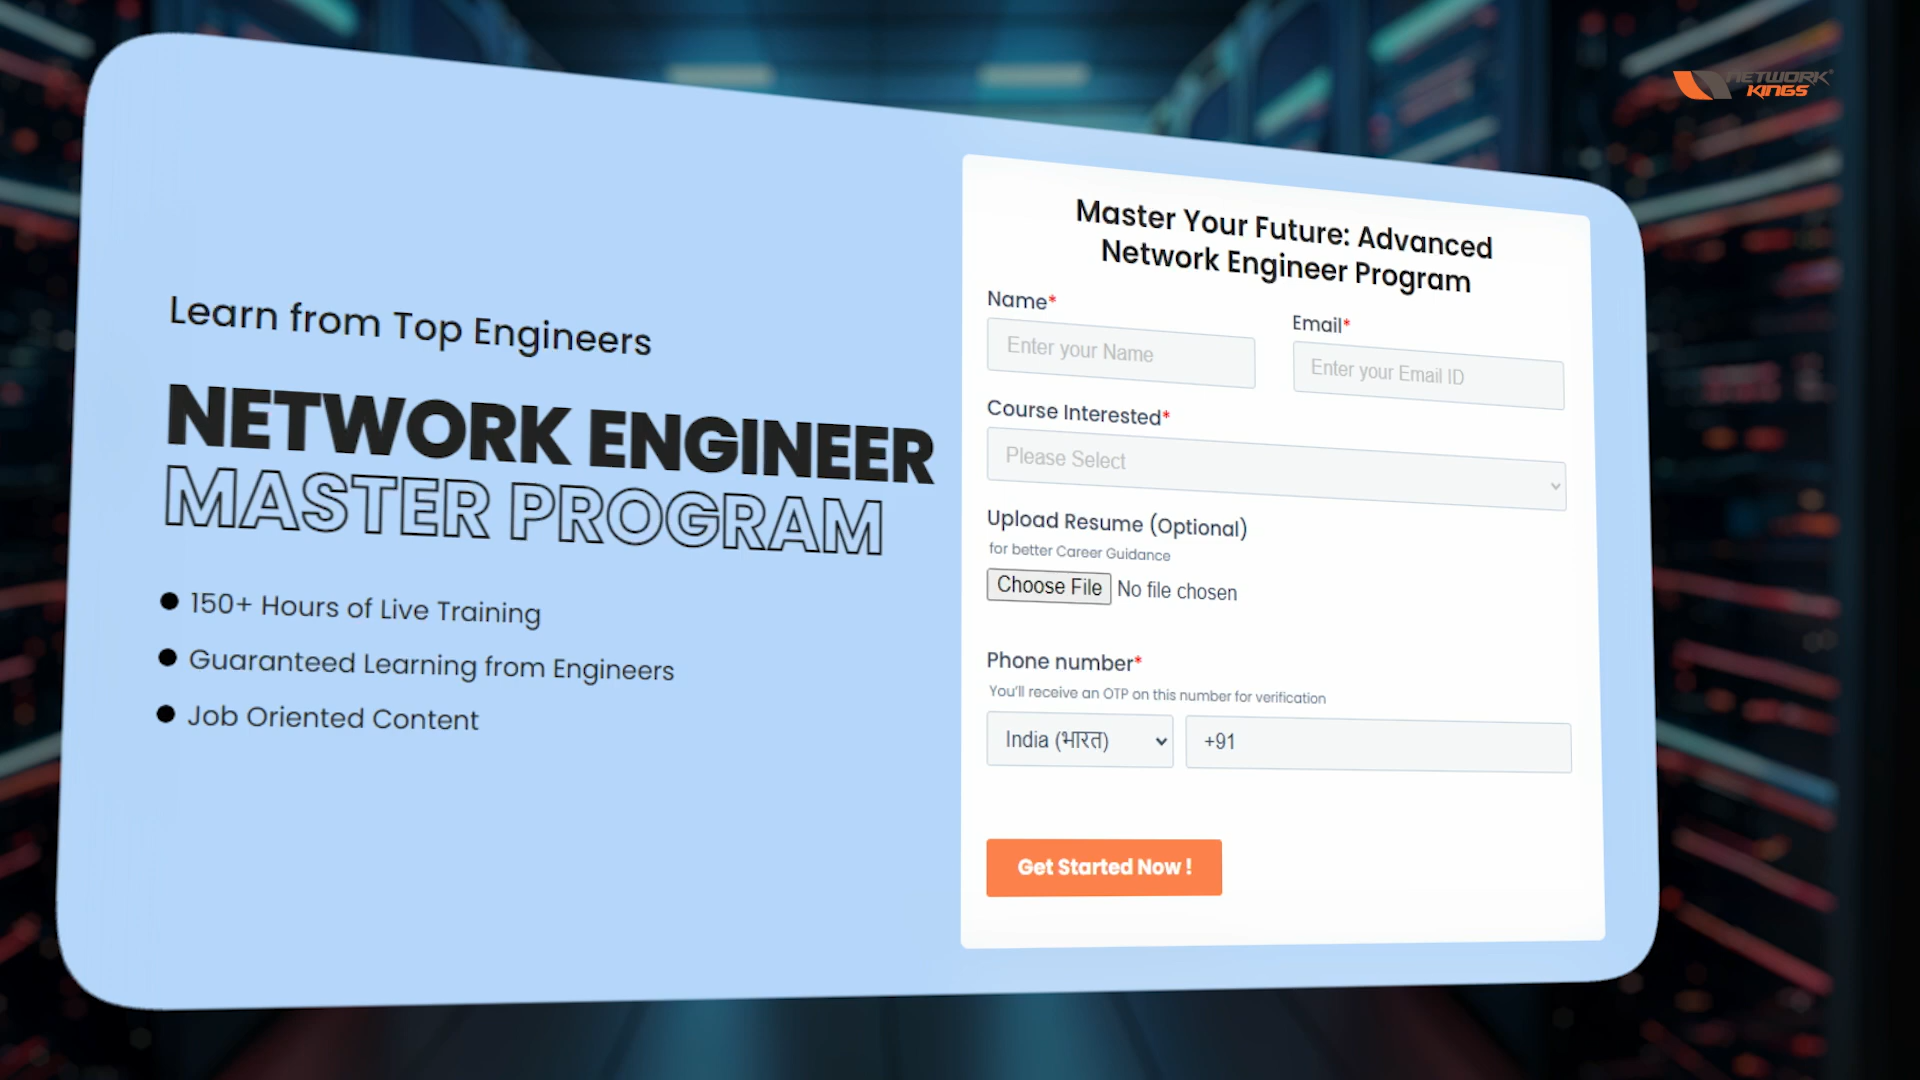 NETWORK
KINGS
Learn from Top Engineers
NETWORK ENGINEER
MASTER PROGRAM
150+ Hours of Live Training
Guaranteed Learning from Engineers
Job Oriented Content
Master Your Future: Advanced
Network Engineer Program
Name*
Enter your Name
Email*
Enter your Email ID
Course Interested*
Please Select
Upload Resume (Optional)
for better Career Guidance
Choose File No file chosen
Phone number*
You'll receive an OTP on this number for verification
India (भारत)
+91
Get Started Now !